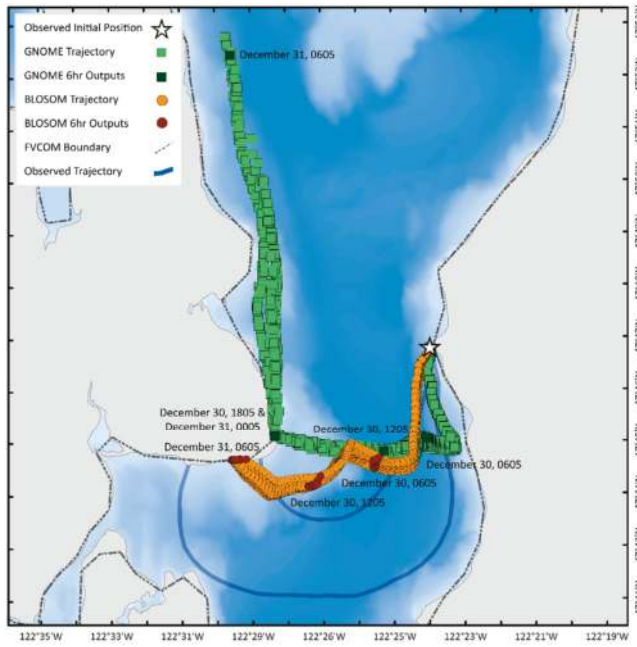 Observed Initial Position
GNOME Trajectory
GNOME 6hr Outputs
BLOSOM Trajectory
BLOSOM 6hr Outputs
FVCOM Boundary
Observed Trajectory
December 31, 0605
December 30, 1805 &
December 31, 0005
December 30, 1205
December 31, 0605
December 30, 0605
December 30, 0605
December 30, 1205
122°35'W 122°33'W 122°31'W 122°29'W 122°26'W 122°25'W 122°23'W 122°21'W 122°19'W